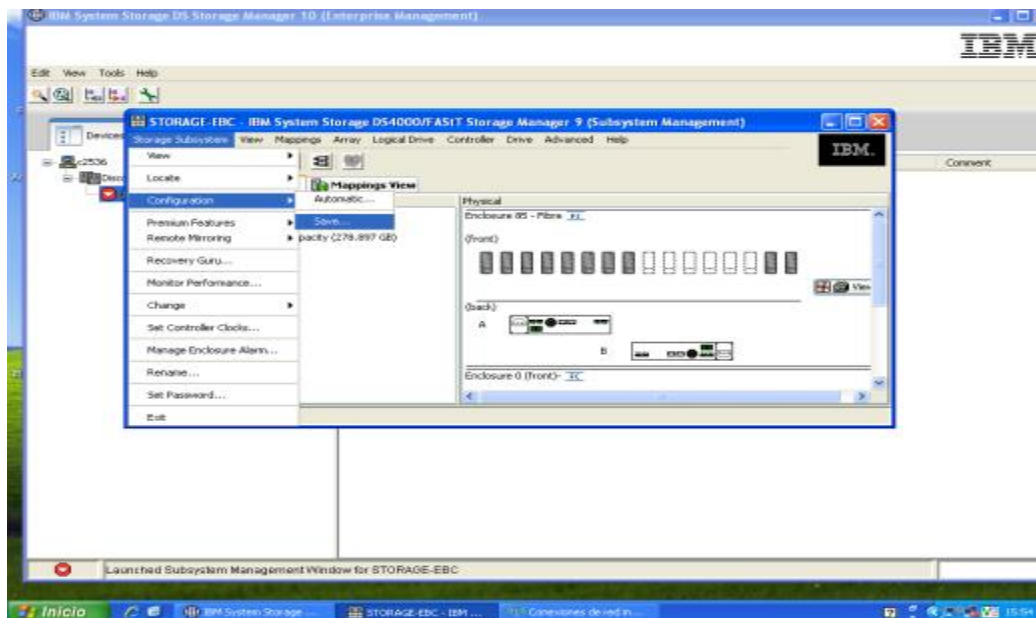 IBM System Storage DS Storage Manager 10 (Enterprise Management)
IBM
Edit View Tools Help
STORAGE-EBC - IBM System Storage DS4000/FAStT Storage Manager 9 (Subsystem Management)
Storage Subsystem View Mappings Array Logical Drive Controller Drive Advanced Help
IBM.
Devices
c2536
Comment
View
Locate
Mappings View
Configuration
Automatic...
Save...
Premium Features
Remote Mirroring
pacity (278.897 GB)
Recovery Guru...
Monitor Performance...
Change
Set Controller Clocks...
Manage Enclosure Alarm...
Rename...
Set Password...
Exit
Physical
Enclosure 85 - Fibre FC
(front)
View
(back)
A
B
Enclosure 0 (front)- FC
Launched Subsystem Management Window for STORAGE-EBC
Inicio
IBM System Storage ...
STORAGE-EBC - IBM ...
Conexiones de red in...
15:54